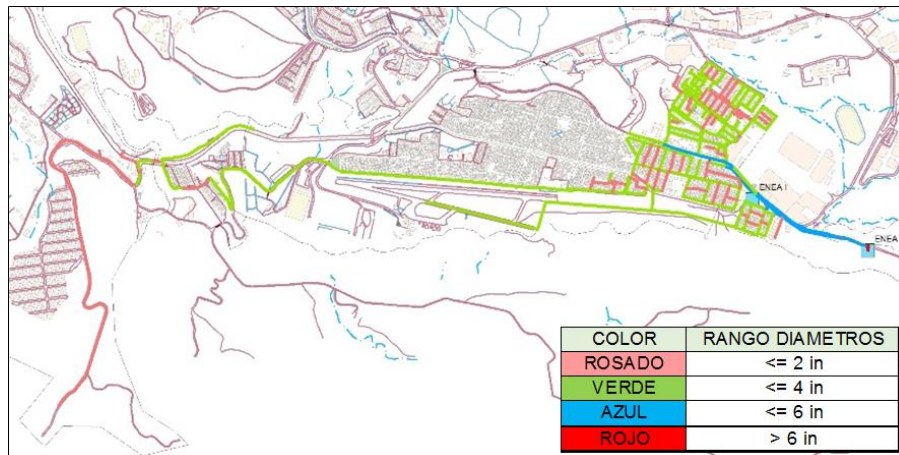 ENEA I
ENEA
COLOR RANGO DIAMETROS
ROSADO <= 2 in
VERDE <= 4 in
AZUL <= 6 in
ROJO > 6 in